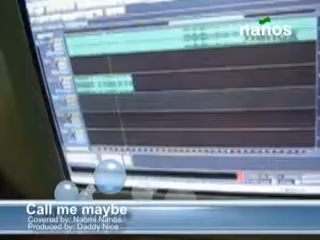 nanos
Call me maybe
Covered by: Naomi Nanos
Produced by: Daddy Nice